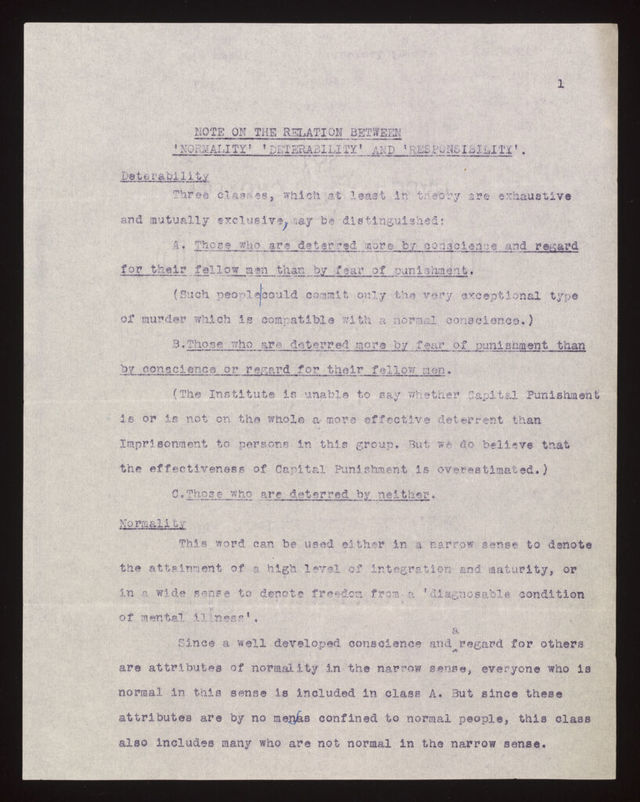 1
NOTE ON THE RELATION BETWEEN
'NORMALITY' 'DETERABILITY' AND 'RESPONSIBILITY'.
Deterability
Three classes, which at least in theory are exhaustive
and mutually exclusive, may be distinguished:
A. Those who are deterred more by conscience and regard
for their fellow men than by fear of punishment.
(Such people could commit only the very exceptional type
of murder which is compatible with a normal conscience.)
B.Those who are deterred more by fear of punishment than
by conscience or regard for their fellow men.
(The Institute is unable to say whether Capital Punishment
is or is not on the whole a more effective deterrent than
Imprisonment to persons in this group. But we do believe that
the effectiveness of Capital Punishment is overestimated.)
C.Those who are deterred by neither.
Normality
This word can be used either in a narrow sense to denote
the attainment of a high level of integration and maturity, or
in a wide sense to denote freedom from a 'diagnosable condition
of mental illness'.
Since a well developed conscience and a regard for others
are attributes of normality in the narrow sense, everyone who is
normal in this sense is included in class A. But since these
attributes are by no means confined to normal people, this class
also includes many who are not normal in the narrow sense.